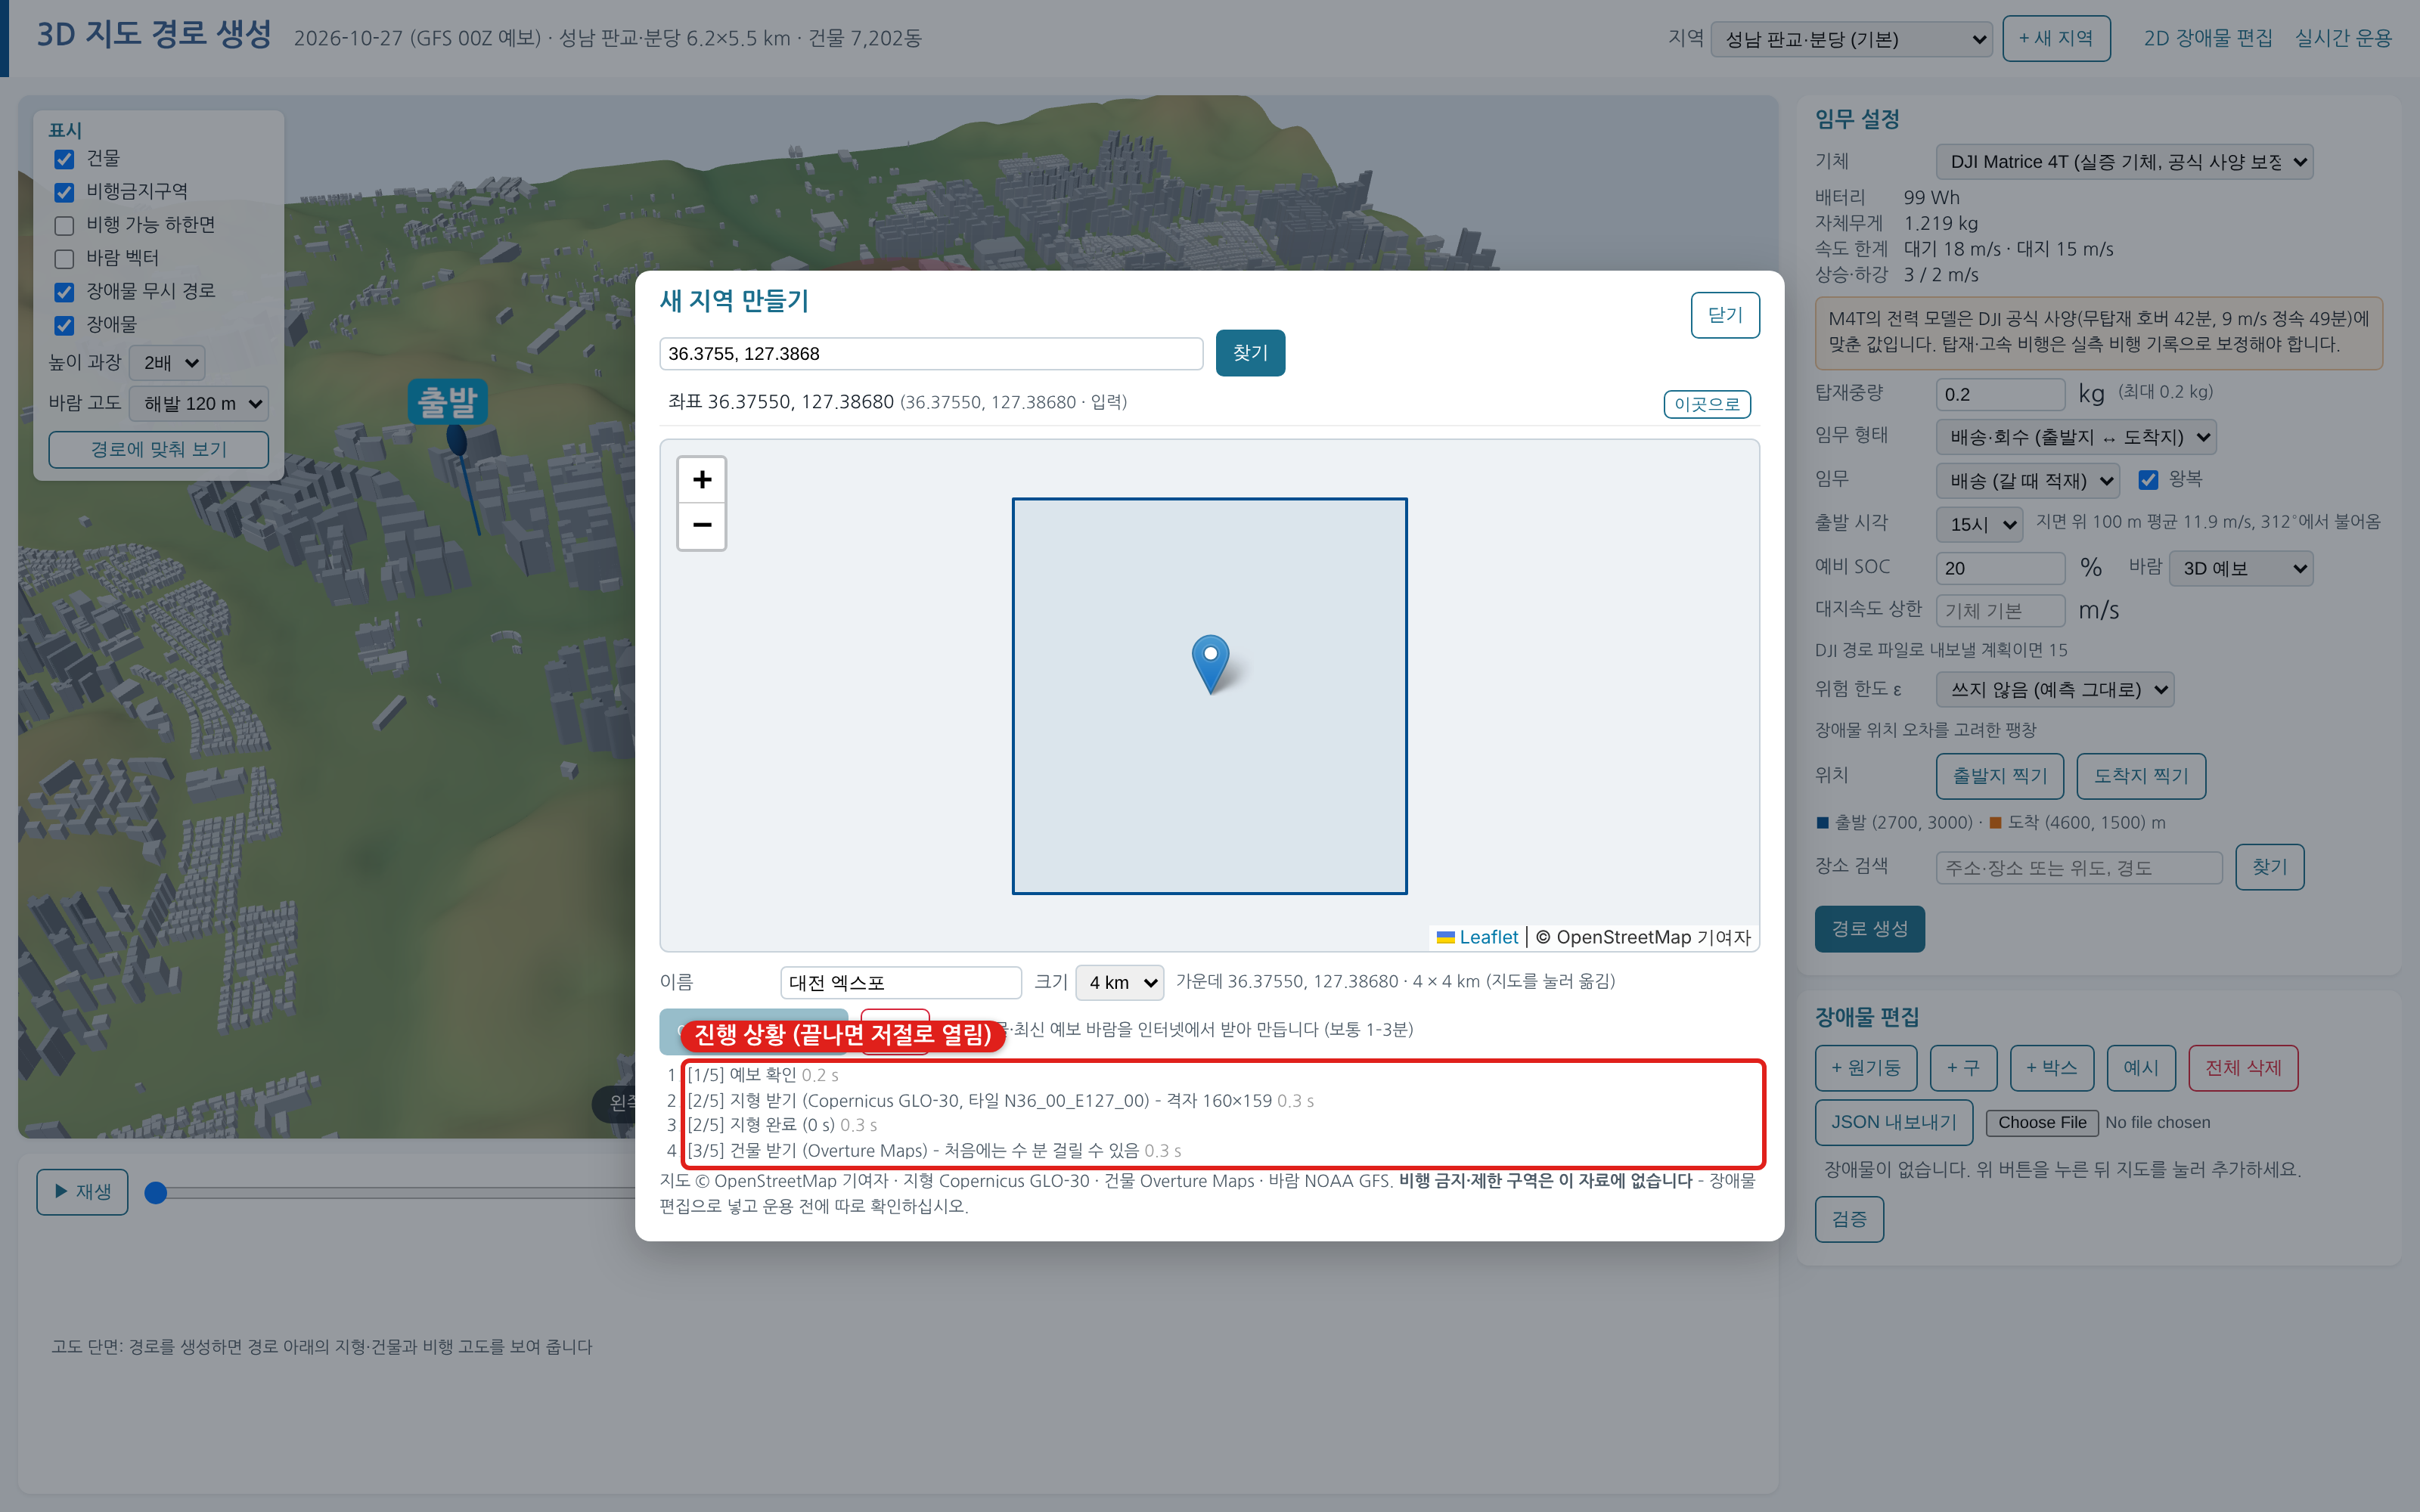 3D 지도 경로 생성
2026-10-27 (GFS 00Z 예보) · 성남 판교·분당 6.2×5.5 km · 건물 7,202동
지역 성남 판교·분당 (기본) + 새 지역 2D 장애물 편집 실시간 운용
표시
건물
비행금지구역
비행 가능 하한면
바람 벡터
장애물 무시 경로
장애물
높이 과장 2배
바람 고도 해발 120 m
경로에 맞춰 보기
출발
새 지역 만들기
닫기
36.3755, 127.3868 찾기
좌표 36.37550, 127.38680 (36.37550, 127.38680 · 입력) 이곳으로
+
−
Leaflet | © OpenStreetMap 기여자
이름 대전 엑스포 크기 4 km 가운데 36.37550, 127.38680 · 4 × 4 km (지도를 눌러 옮김)
진행 상황 (끝나면 저절로 열림)
·최신 예보 바람을 인터넷에서 받아 만듭니다 (보통 1–3분)
1 [1/5] 예보 확인 0.2 s
2 [2/5] 지형 받기 (Copernicus GLO-30, 타일 N36_00_E127_00) – 격자 160×159 0.3 s
3 [2/5] 지형 완료 (0 s) 0.3 s
4 [3/5] 건물 받기 (Overture Maps) – 처음에는 수 분 걸릴 수 있음 0.3 s
지도 © OpenStreetMap 기여자 · 지형 Copernicus GLO-30 · 건물 Overture Maps · 바람 NOAA GFS. 비행 금지·제한 구역은 이 자료에 없습니다 – 장애물
편집으로 넣고 운용 전에 따로 확인하십시오.
왼쪽
재생
고도 단면: 경로를 생성하면 경로 아래의 지형·건물과 비행 고도를 보여 줍니다
임무 설정
기체 DJI Matrice 4T (실증 기체, 공식 사양 보정
배터리 99 Wh
자체무게 1.219 kg
속도 한계 대기 18 m/s · 대지 15 m/s
상승·하강 3 / 2 m/s
M4T의 전력 모델은 DJI 공식 사양(무탑재 호버 42분, 9 m/s 정속 49분)에
맞춘 값입니다. 탑재·고속 비행은 실측 비행 기록으로 보정해야 합니다.
탑재중량 0.2 kg (최대 0.2 kg)
임무 형태 배송·회수 (출발지 ↔ 도착지)
임무 배송 (갈 때 적재) 왕복
출발 시각 15시 지면 위 100 m 평균 11.9 m/s, 312°에서 불어옴
예비 SOC 20 % 바람 3D 예보
대지속도 상한 기체 기본 m/s
DJI 경로 파일로 내보낼 계획이면 15
위험 한도 ε 쓰지 않음 (예측 그대로)
장애물 위치 오차를 고려한 팽창
위치 출발지 찍기 도착지 찍기
출발 (2700, 3000) · 도착 (4600, 1500) m
장소 검색 주소·장소 또는 위도, 경도 찾기
경로 생성
장애물 편집
+ 원기둥 + 구 + 박스 예시 전체 삭제
JSON 내보내기 Choose File No file chosen
장애물이 없습니다. 위 버튼을 누른 뒤 지도를 눌러 추가하세요.
검증